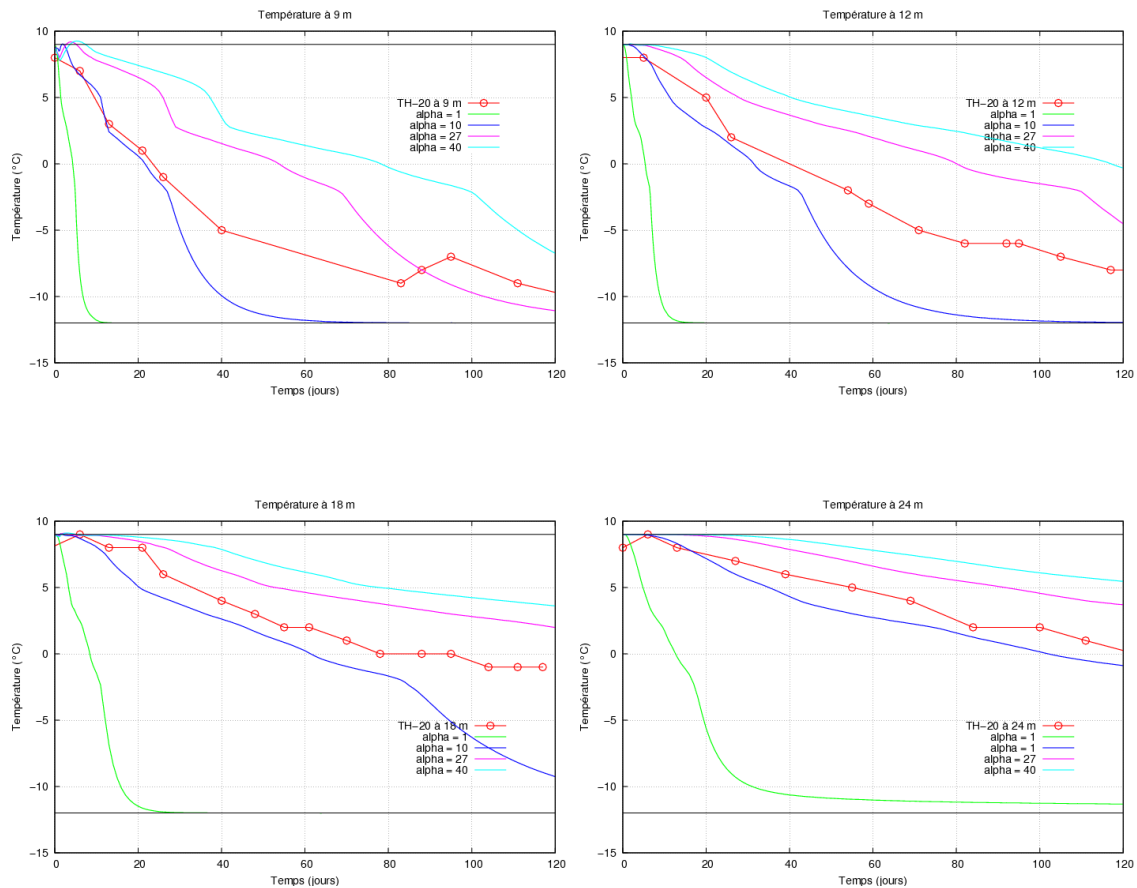 Température à 9 m
10
5
0
−5
−10
−15
0
20
40
60
80
100
120
Température (°C)
Temps (jours)
TH−20 à 9 m
alpha = 1
alpha = 10
alpha = 27
alpha = 40
Température à 12 m
10
5
0
−5
−10
−15
0
20
40
60
80
100
120
Température (°C)
Temps (jours)
TH−20 à 12 m
alpha = 1
alpha = 10
alpha = 27
alpha = 40
Température à 18 m
10
5
0
−5
−10
−15
0
20
40
60
80
100
120
Température (°C)
Temps (jours)
TH−20 à 18 m
alpha = 1
alpha = 10
alpha = 27
alpha = 40
Température à 24 m
10
5
0
−5
−10
−15
0
20
40
60
80
100
120
Température (°C)
Temps (jours)
TH−20 à 24 m
alpha = 1
alpha = 1
alpha = 27
alpha = 40